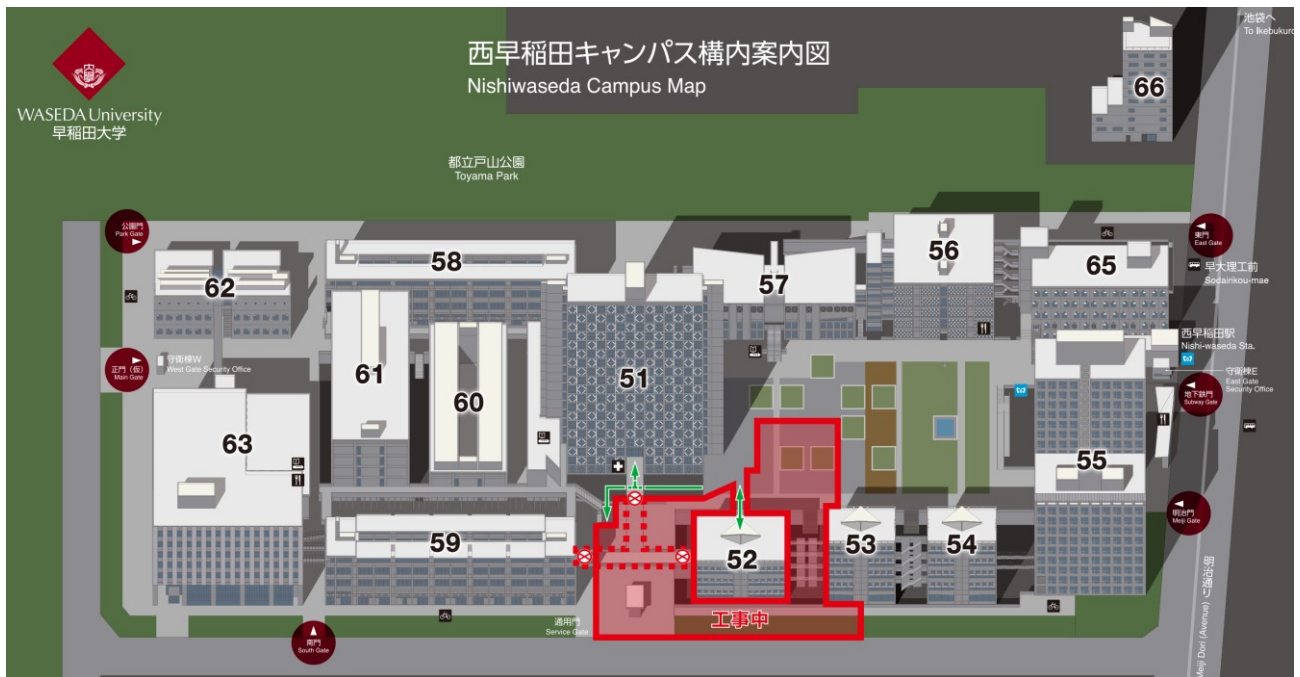 西早稲田キャンパス構内案内図
Nishiwaseda Campus Map
WASEDA University
早稲田大学
池袋へ
To Ikebukuro
66
都立戸山公園
Toyama Park
公園門
Park Gate
東門
East Gate
早大理工前
Sodairikou-mae
62
58
57
56
65
西早稲田駅
Nishi-waseda Sta.
守衛棟W
West Gate Security Office
正門（仮）
Main Gate
守衛棟E
East Gate
Security Office
地下鉄門
Subway Gate
61
60
51
63
55
明治門
Meiji Gate
59
52
53
54
工事中
通用門
Service Gate
南門
South Gate
明治通り
Meiji Dori (Avenue)